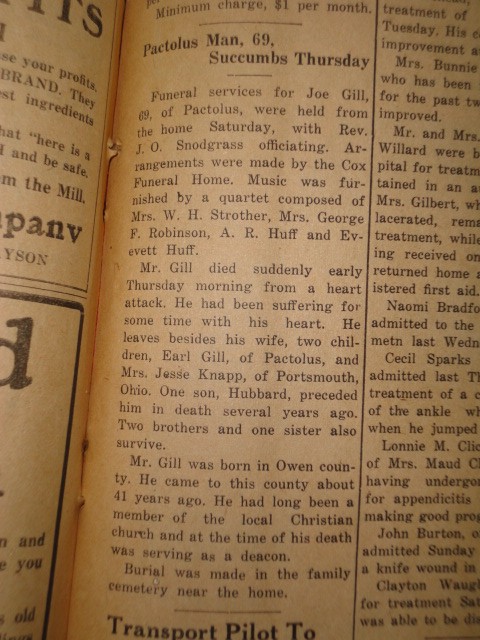 ITS
se your profits.
BRAND. They
est ingredients
hat "here is a
d and be safe.
om the Mill.
mpany
YSON
d
n and
e you
s old
Minimum charge, $1 per month.
Pactolus Man, 69,
Succumbs Thursday
Funeral services for Joe Gill,
69, of Pactolus, were held from
the home Saturday, with Rev.
J. O. Snodgrass officiating. Ar-
rangements were made by the Cox
Funeral Home. Music was fur-
nished by a quartet composed of
Mrs. W. H. Strother, Mrs. George
F. Robinson, A. R. Huff and Ev-
evett Huff.
Mr. Gill died suddenly early
Thursday morning from a heart
attack. He had been suffering for
some time with his heart. He
leaves besides his wife, two chil-
dren, Earl Gill, of Pactolus, and
Mrs. Jesse Knapp, of Portsmouth,
Ohio. One son, Hubbard, preceded
him in death several years ago.
Two brothers and one sister also
survive.
Mr. Gill was born in Owen coun-
ty. He came to this county about
41 years ago. He had long been a
member of the local Christian
church and at the time of his death
was serving as a deacon.
Burial was made in the family
cemetery near the home.
Transport Pilot To
treatment of
Tuesday. His c
improvement a
Mrs. Bunnie
who has been
for the past tw
improved.
Mr. and Mrs.
Willard were b
pital for treatm
tained in an a
Mrs. Gilbert, wh
lacerated, rema
treatment, while
ing received on
returned home a
istered first aid.
Naomi Bradfo
admitted to the
metn last Wedn
Cecil Sparks
admitted last Th
treatment of a c
of the ankle wh
when he jumped
Lonnie M. Clic
of Mrs. Maud C
having undergo
for appendicitis
making good prog
John Burton, o
admitted Sunday
a knife wound in
Clayton Waugh
for treatment Sat
was able to be dis